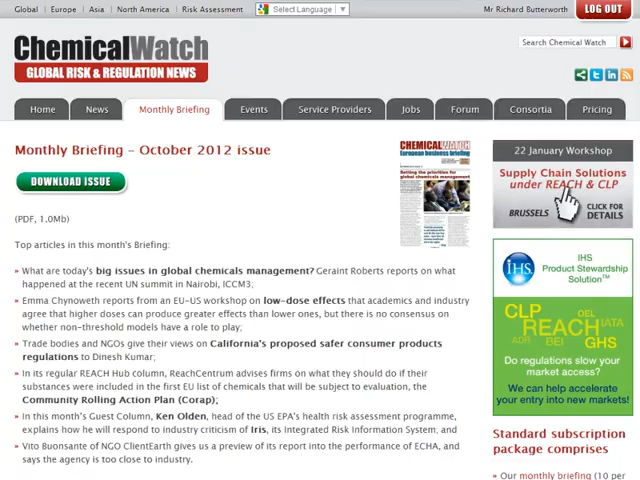 Global | Europe | Asia | North America | Risk Assessment
Select Language ▼
Mr Richard Butterworth
LOG OUT
ChemicalWatch
GLOBAL RISK & REGULATION NEWS
Search Chemical Watch
Home
News
Monthly Briefing
Events
Service Providers
Jobs
Forum
Consortia
Pricing
Monthly Briefing – October 2012 issue
DOWNLOAD ISSUE
(PDF, 1.0Mb)
Top articles in this month's Briefing:
» What are today's big issues in global chemicals management? Geraint Roberts reports on what
happened at the recent UN summit in Nairobi, ICCM3;
» Emma Chynoweth reports from an EU-US workshop on low-dose effects that academics and industry
agree that higher doses can produce greater effects than lower ones, but there is no consensus on
whether non-threshold models have a role to play;
» Trade bodies and NGOs give their views on California's proposed safer consumer products
regulations to Dinesh Kumar;
» In its regular REACH Hub column, ReachCentrum advises firms on what they should do if their
substances were included in the first EU list of chemicals that will be subject to evaluation, the
Community Rolling Action Plan (Corap);
» In this month's Guest Column, Ken Olden, head of the US EPA's health risk assessment programme,
explains how he will respond to industry criticism of Iris, its Integrated Risk Information System; and
» Vito Buonsante of NGO ClientEarth gives us a preview of its report into the performance of ECHA, and
says the agency is too close to industry.
CHEMICALWATCH
European business briefing
Setting the priorities for
global chemicals management
22 January Workshop
Supply Chain Solutions
under REACH & CLP
BRUSSELS
CLICK FOR
DETAILS
IHS
IHS
Product Stewardship
Solution™
CLP
OEL
REACH
IATA
ADR
BEI
GHS
Do regulations slow your
market access?
We can help accelerate
your entry into new markets!
Standard subscription
package comprises
» Our monthly briefing (10 per